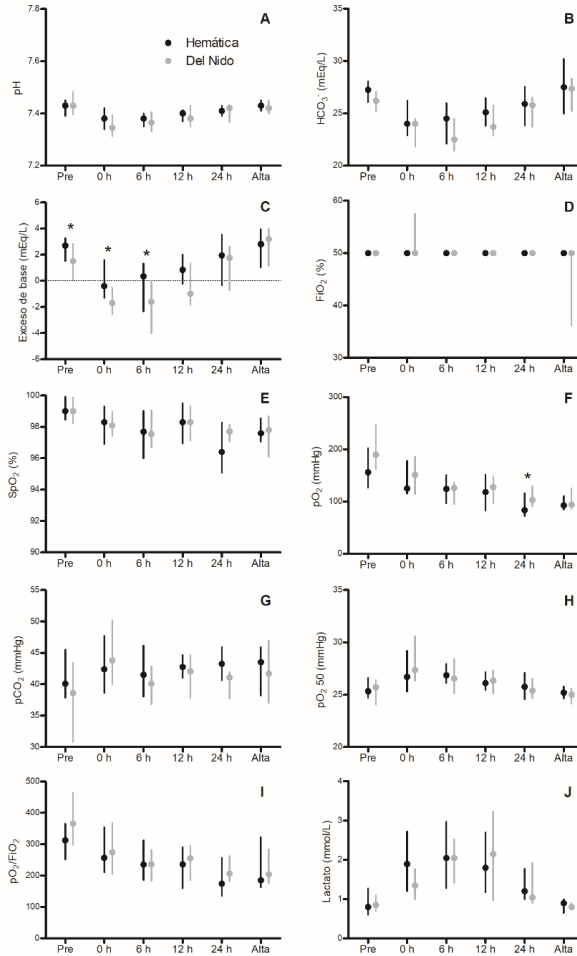 A
7.8
7.6
7.4
7.2
pH
Hemática
Del Nido
Pre
0 h
6 h
12 h
24 h
Alta
B
35
30
25
20
HCO₃⁻ (mEq/L)
Pre
0 h
6 h
12 h
24 h
Alta
C
6
4
2
0
-2
-4
-6
Exceso de base (mEq/L)
*
*
*
Pre
0 h
6 h
12 h
24 h
Alta
D
60
50
40
30
FiO₂ (%)
Pre
0 h
6 h
12 h
24 h
Alta
E
100
98
96
94
92
90
SpO₂ (%)
Pre
0 h
6 h
12 h
24 h
Alta
F
300
200
100
0
pO₂ (mmHg)
*
Pre
0 h
6 h
12 h
24 h
Alta
G
55
50
45
40
35
30
pCO₂ (mmHg)
Pre
0 h
6 h
12 h
24 h
Alta
H
35
30
25
20
pO₂ 50 (mmHg)
Pre
0 h
6 h
12 h
24 h
Alta
I
500
400
300
200
100
0
pO₂/FiO₂
Pre
0 h
6 h
12 h
24 h
Alta
J
4
3
2
1
0
Lactato (mmol/L)
Pre
0 h
6 h
12 h
24 h
Alta